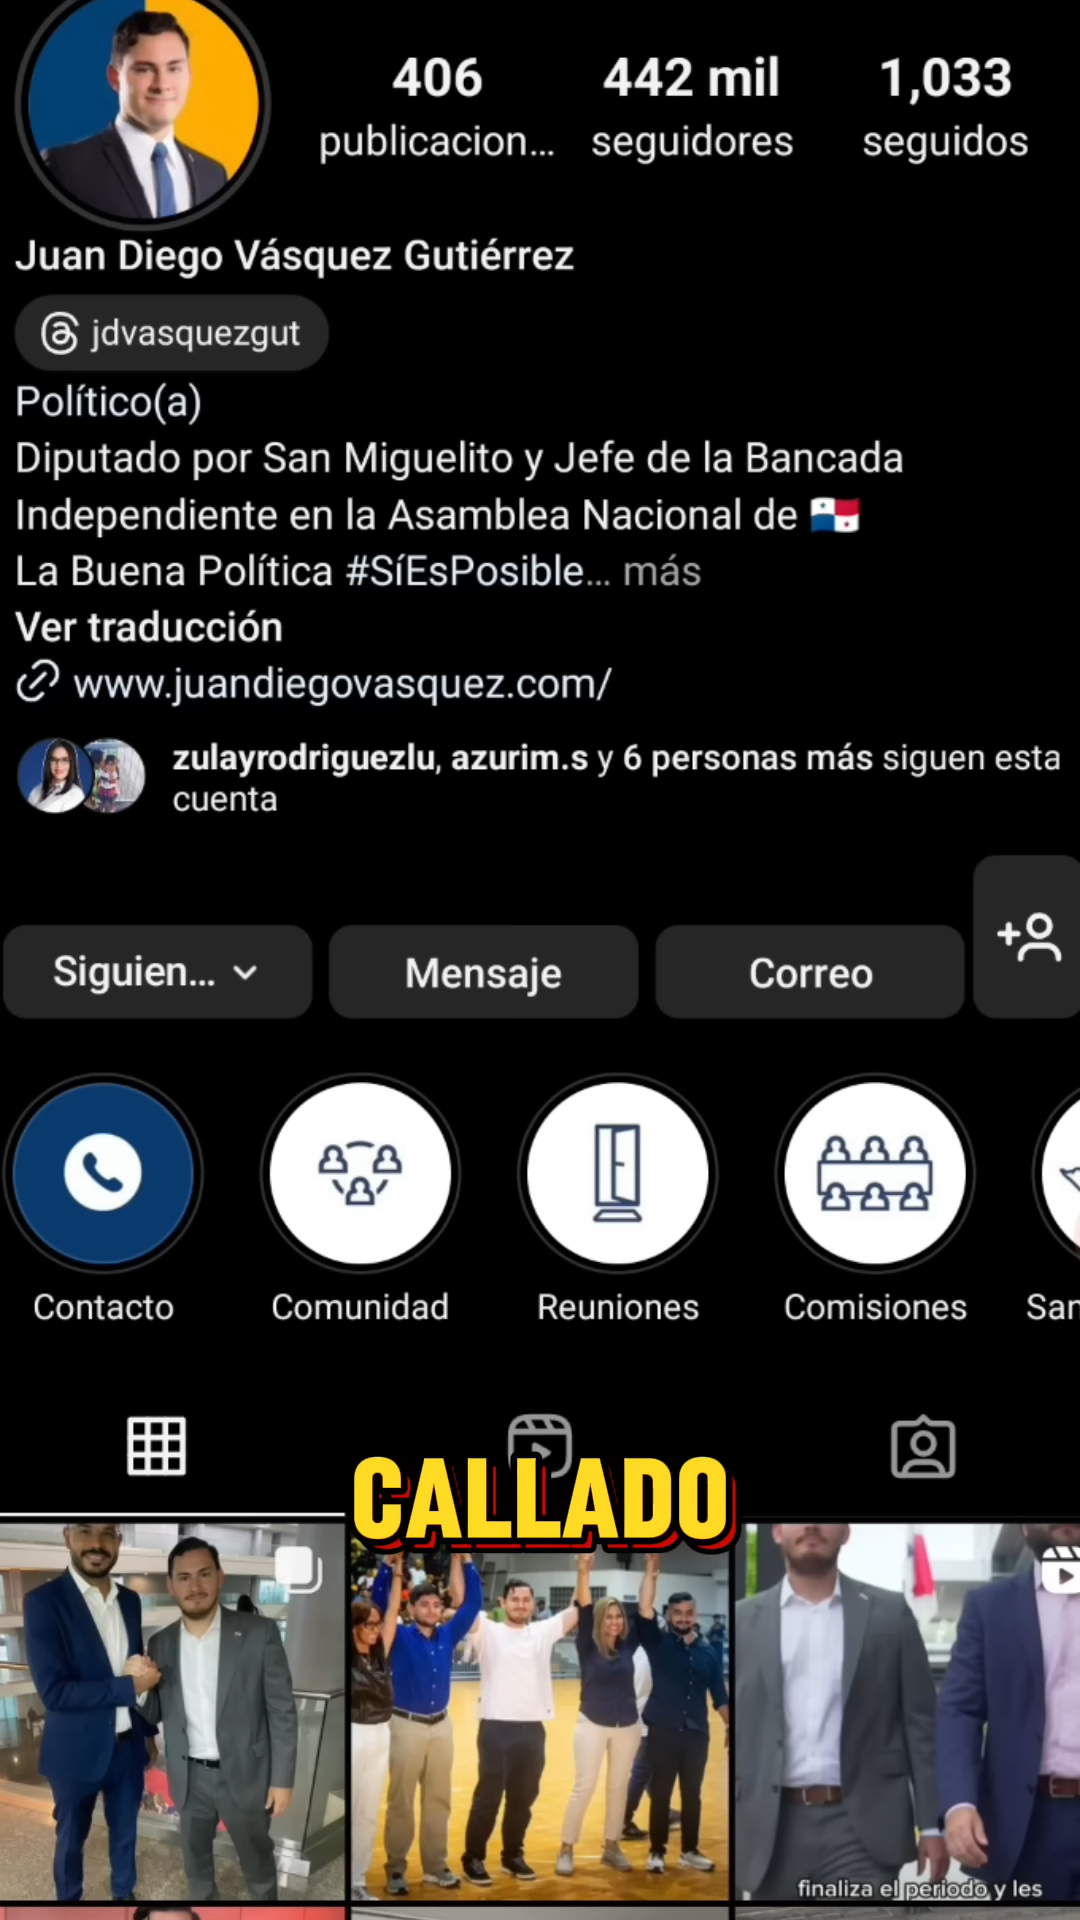 406
442 mil
1,033
publicacion...
seguidores
seguidos
Juan Diego Vásquez Gutiérrez
jdvasquezgut
Político(a)
Diputado por San Miguelito y Jefe de la Bancada
Independiente en la Asamblea Nacional de
La Buena Política #SíEsPosible... más
Ver traducción
www.juandiegovasquez.com/
zulayrodriguezlu, azurim.s y 6 personas más siguen esta
cuenta
Siguien...
Mensaje
Correo
Contacto
Comunidad
Reuniones
Comisiones
San
CALLADO
finaliza el periodo y les